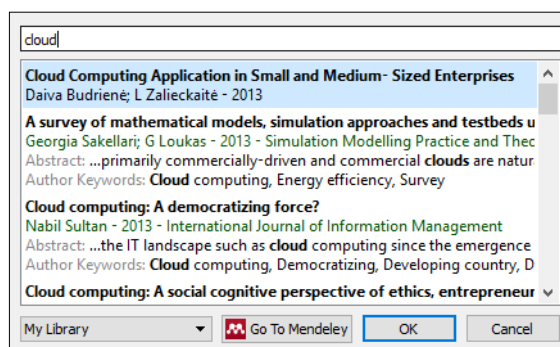 cloud
Cloud Computing Application in Small and Medium- Sized Enterprises
Daiva Budrienė; L Zalieckaitė - 2013
A survey of mathematical models, simulation approaches and testbeds u
Georgia Sakellari; G Loukas - 2013 - Simulation Modelling Practice and Theo
Abstract: ...primarily commercially-driven and commercial clouds are natura
Author Keywords: Cloud computing, Energy efficiency, Survey
Cloud computing: A democratizing force?
Nabil Sultan - 2013 - International Journal of Information Management
Abstract: ...the IT landscape such as cloud computing since the emergence
Author Keywords: Cloud computing, Democratizing, Developing country, D
Cloud computing: A social cognitive perspective of ethics, entrepreneur
My Library Go To Mendeley OK Cancel